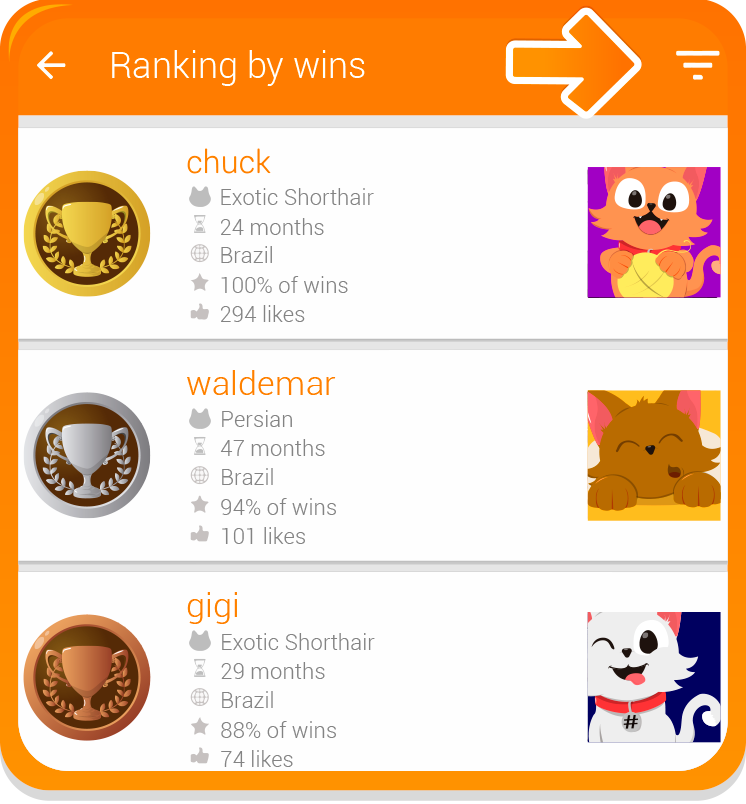 Ranking by wins
chuck
Exotic Shorthair
24 months
Brazil
100% of wins
294 likes
waldemar
Persian
47 months
Brazil
94% of wins
101 likes
gigi
Exotic Shorthair
29 months
Brazil
88% of wins
74 likes
#